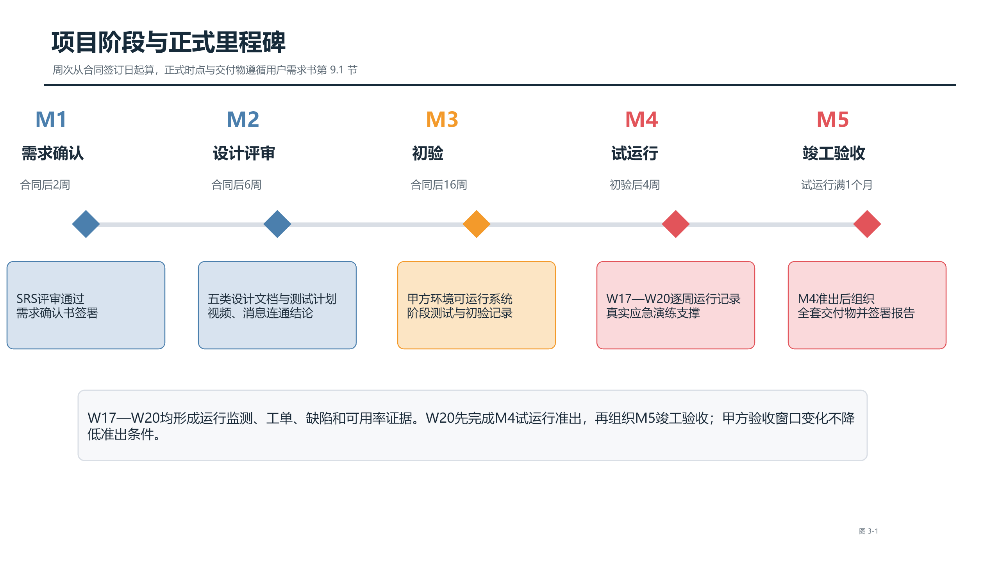 项目阶段与正式里程碑
周次从合同签订日起算，正式时点与交付物遵循用户需求书第 9.1 节
M1
需求确认
合同后2周
M2
设计评审
合同后6周
M3
初验
合同后16周
M4
试运行
初验后4周
M5
竣工验收
试运行满1个月
SRS评审通过
需求确认书签署
五类设计文档与测试计划
视频、消息连通结论
甲方环境可运行系统
阶段测试与初验记录
W17—W20逐周运行记录
真实应急演练支撑
M4准出后组织
全套交付物并签署报告
W17—W20均形成运行监测、工单、缺陷和可用率证据。W20先完成M4试运行准出，再组织M5竣工验收；甲方验收窗口变化不降
低准出条件。
图 3-1